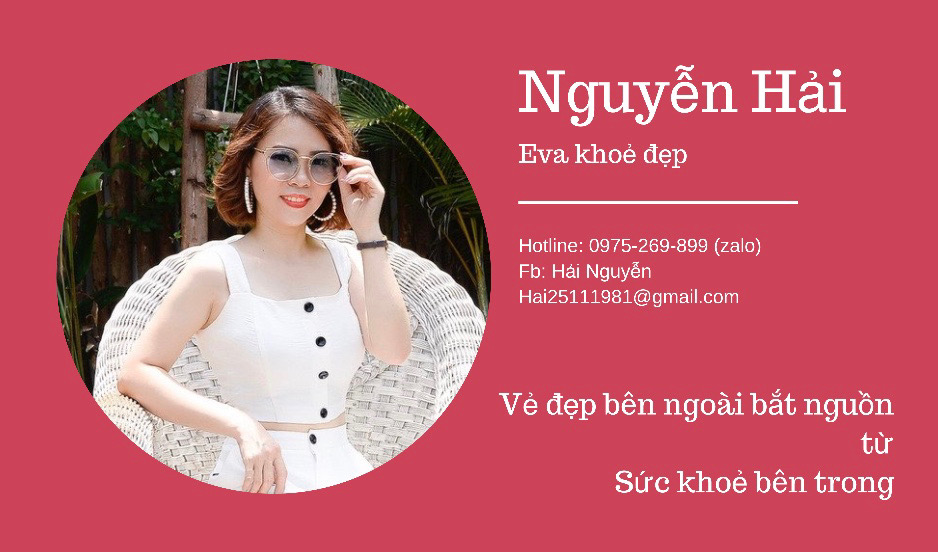 Nguyễn Hải
Eva khoẻ đẹp
Hotline: 0975-269-899 (zalo)
Fb: Hải Nguyễn
Hai25111981@gmail.com
Vẻ đẹp bên ngoài bắt nguồn
từ
Sức khoẻ bên trong